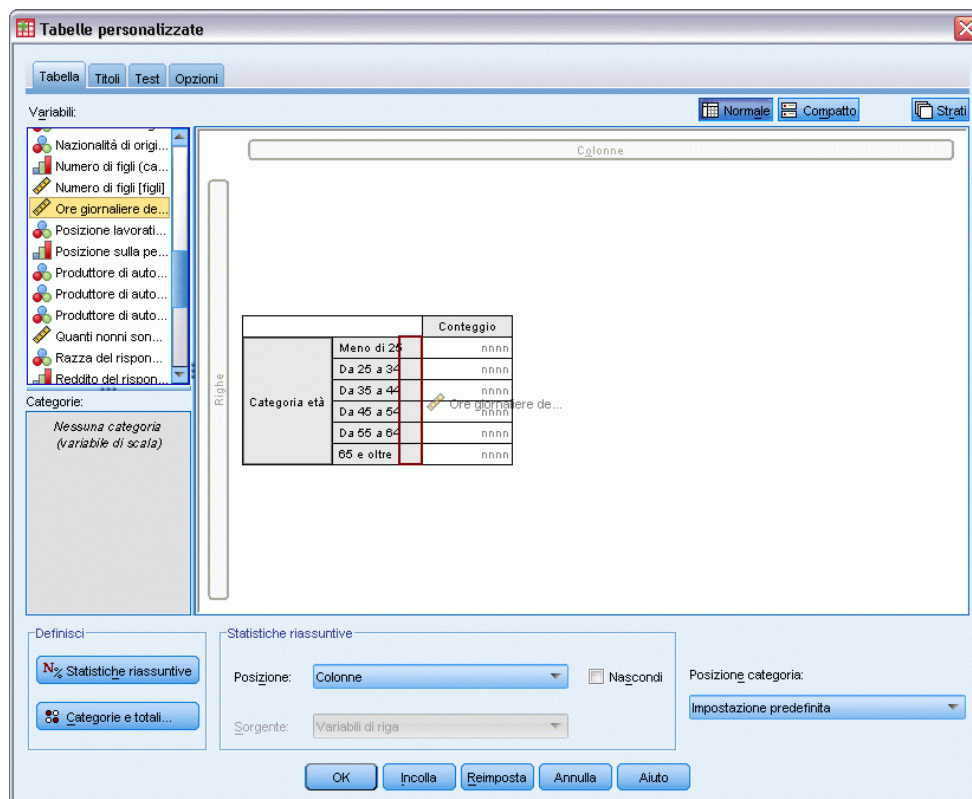 Tabelle personalizzate
Tabella Titoli Test Opzioni
Variabili:
Normale Compatto Strati
Nazionalità di origi...
Numero di figli (ca...
Numero di figli [figli]
Ore giornaliere de...
Posizione lavorati...
Posizione sulla pe...
Produttore di auto...
Produttore di auto...
Produttore di auto...
Quanti nonni son...
Razza del rispon...
Reddito del rispon...
Categorie:
Nessuna categoria
(variabile di scala)
Colonne
Righe
Conteggio
Categoria età
Meno di 25 nnnn
Da 25 a 34 nnnn
Da 35 a 44 nnnn
Da 45 a 54 nnnn
Da 55 a 64 nnnn
65 e oltre nnnn
Ore giornaliere de...
Definisci
N% Statistiche riassuntive
Categorie e totali...
Statistiche riassuntive
Posizione: Colonne Nascondi
Sorgente: Variabili di riga
Posizione categoria:
Impostazione predefinita
OK Incolla Reimposta Annulla Aiuto